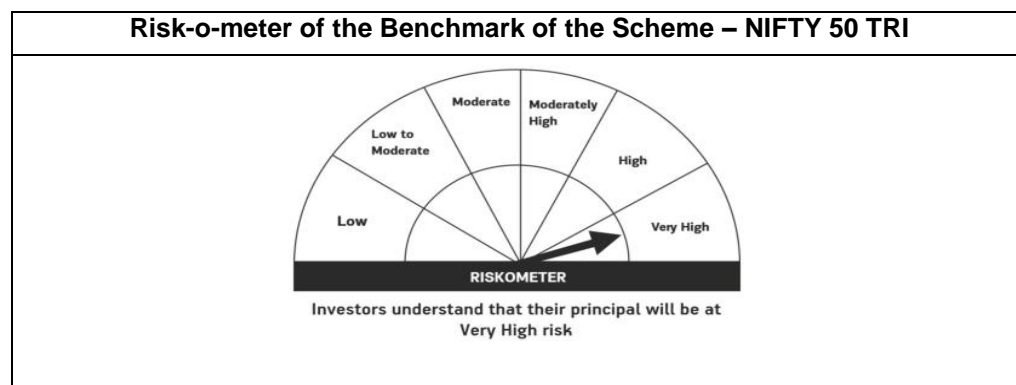 Risk-o-meter of the Benchmark of the Scheme – NIFTY 50 TRI
Moderate
Moderately
High
Low to
Moderate
High
Low
Very High
RISKOMETER
Investors understand that their principal will be at
Very High risk